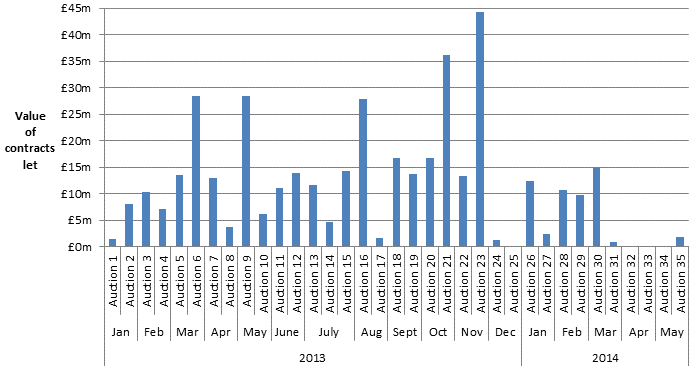 £45m
£40m
£35m
£30m
£25m
£20m
£15m
£10m
£5m
£0m
Value
of
contracts
let
Auction 1
Auction 2
Auction 3
Auction 4
Auction 5
Auction 6
Auction 7
Auction 8
Auction 9
Auction 10
Auction 11
Auction 12
Auction 13
Auction 14
Auction 15
Auction 16
Auction 17
Auction 18
Auction 19
Auction 20
Auction 21
Auction 22
Auction 23
Auction 24
Auction 25
Auction 26
Auction 27
Auction 28
Auction 29
Auction 30
Auction 31
Auction 32
Auction 33
Auction 34
Auction 35
Jan Feb Mar Apr May June July Aug Sept Oct Nov Dec Jan Feb Mar Apr May
2013 2014